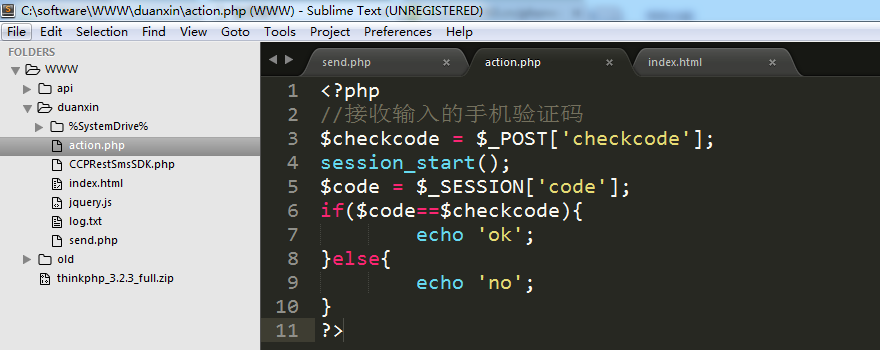 C:\software\WWW\duanxin\action.php (WWW) - Sublime Text (UNREGISTERED)
File Edit Selection Find View Goto Tools Project Preferences Help
FOLDERS
WWW
api
duanxin
%SystemDrive%
action.php
CCPRestSmsSDK.php
index.html
jquery.js
log.txt
send.php
old
thinkphp_3.2.3_full.zip
send.php × action.php × index.html ×
1 <?php
2 //接收输入的手机验证码
3 $checkcode = $_POST['checkcode'];
4 session_start();
5 $code = $_SESSION['code'];
6 if($code==$checkcode){
7 echo 'ok';
8 }else{
9 echo 'no';
10 }
11 ?>